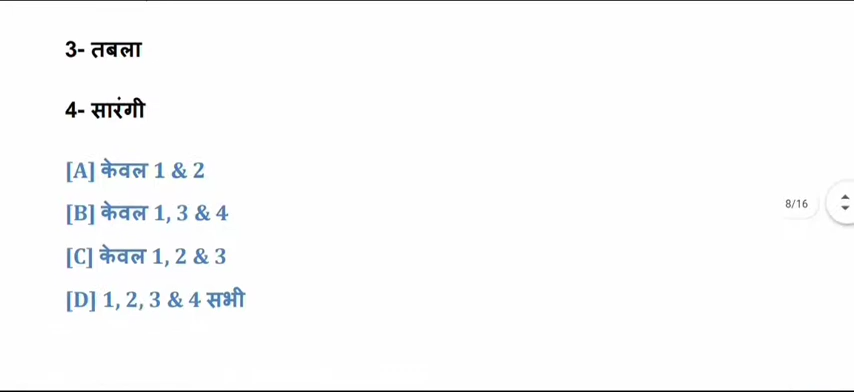 3- तबला
4- सारंगी
[A] केवल 1 & 2
[B] केवल 1, 3 & 4
8/16
[C] केवल 1, 2 & 3
[D] 1, 2, 3 & 4 सभी